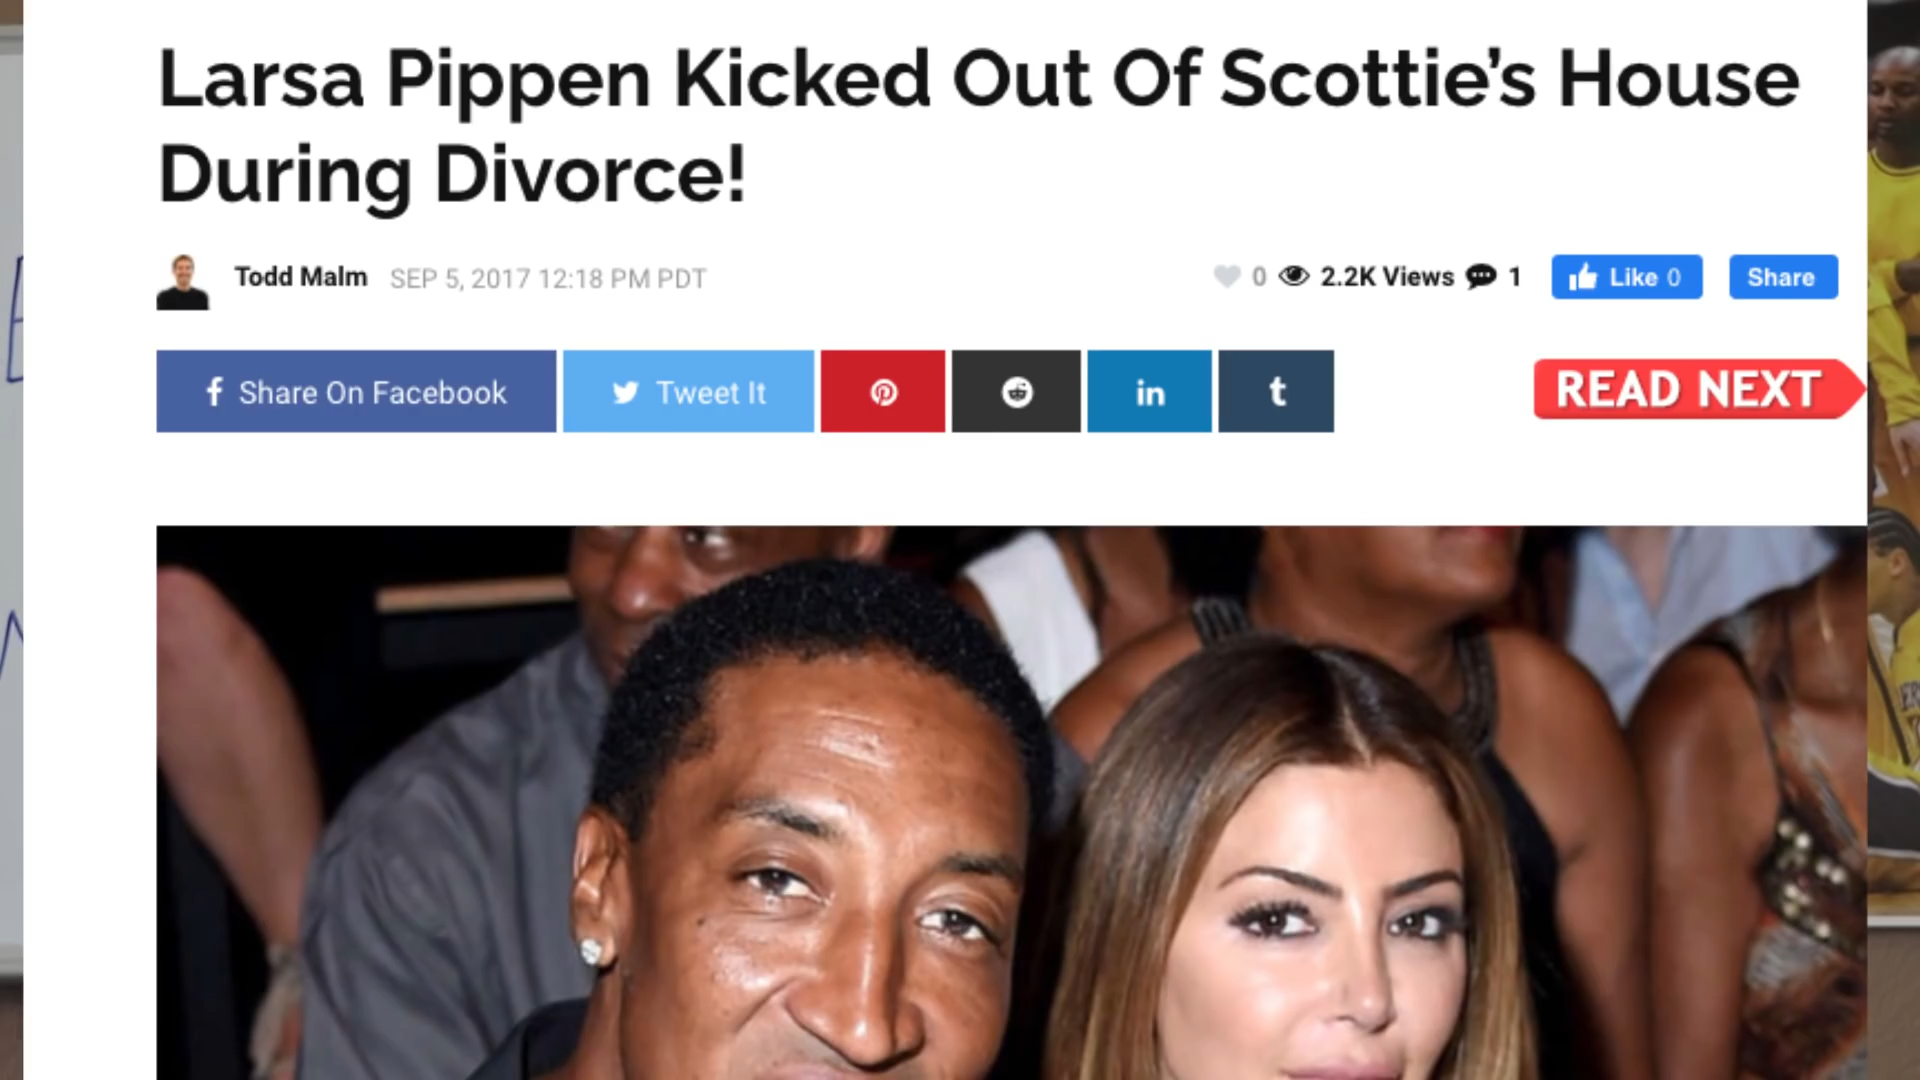 Larsa Pippen Kicked Out Of Scottie’s House
During Divorce!
Todd Malm SEP 5, 2017 12:18 PM PDT 0 2.2K Views 1 Like 0 Share
Share On Facebook Tweet It in t READ NEXT